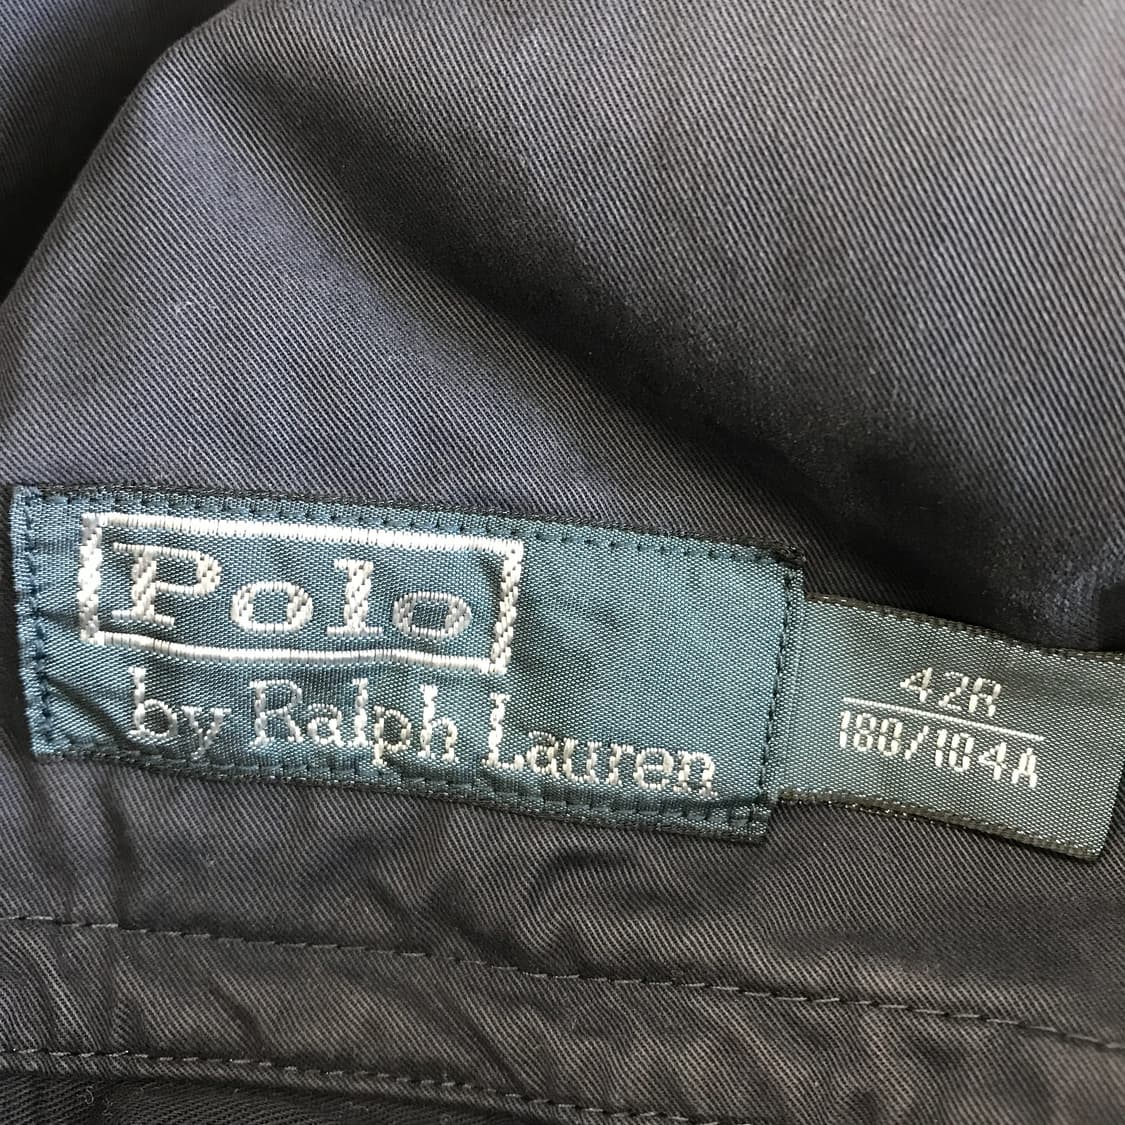 Polo
by Ralph Lauren
42R
180/104A